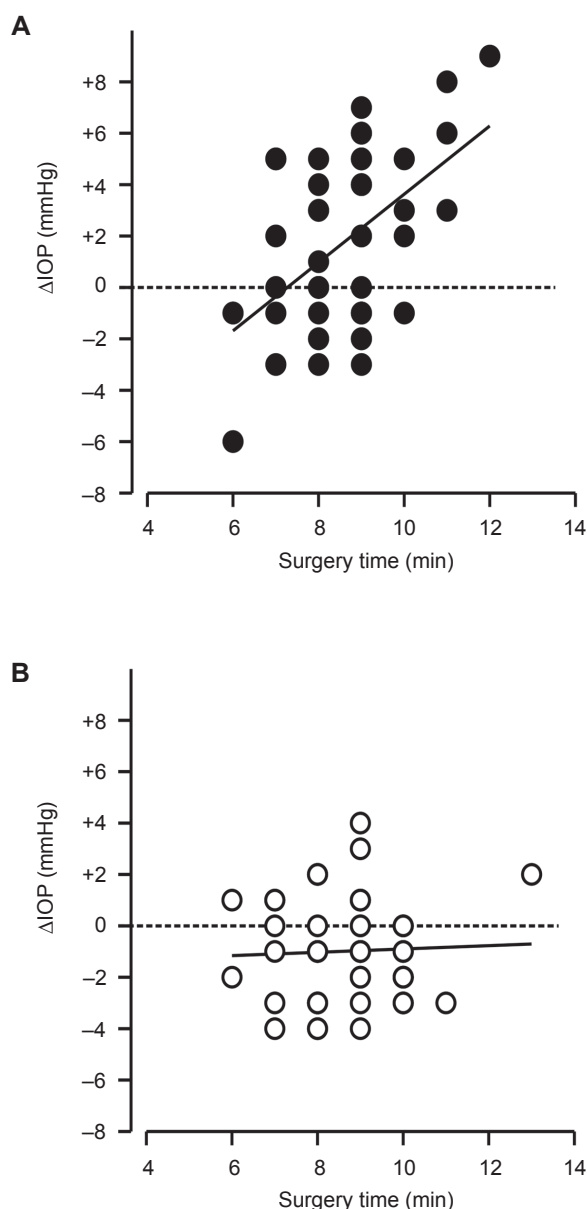 A
+8
+6
+4
+2
0
–2
–4
–6
–8
ΔIOP (mmHg)
4 6 8 10 12 14
Surgery time (min)
B
+8
+6
+4
+2
0
–2
–4
–6
–8
ΔIOP (mmHg)
4 6 8 10 12 14
Surgery time (min)